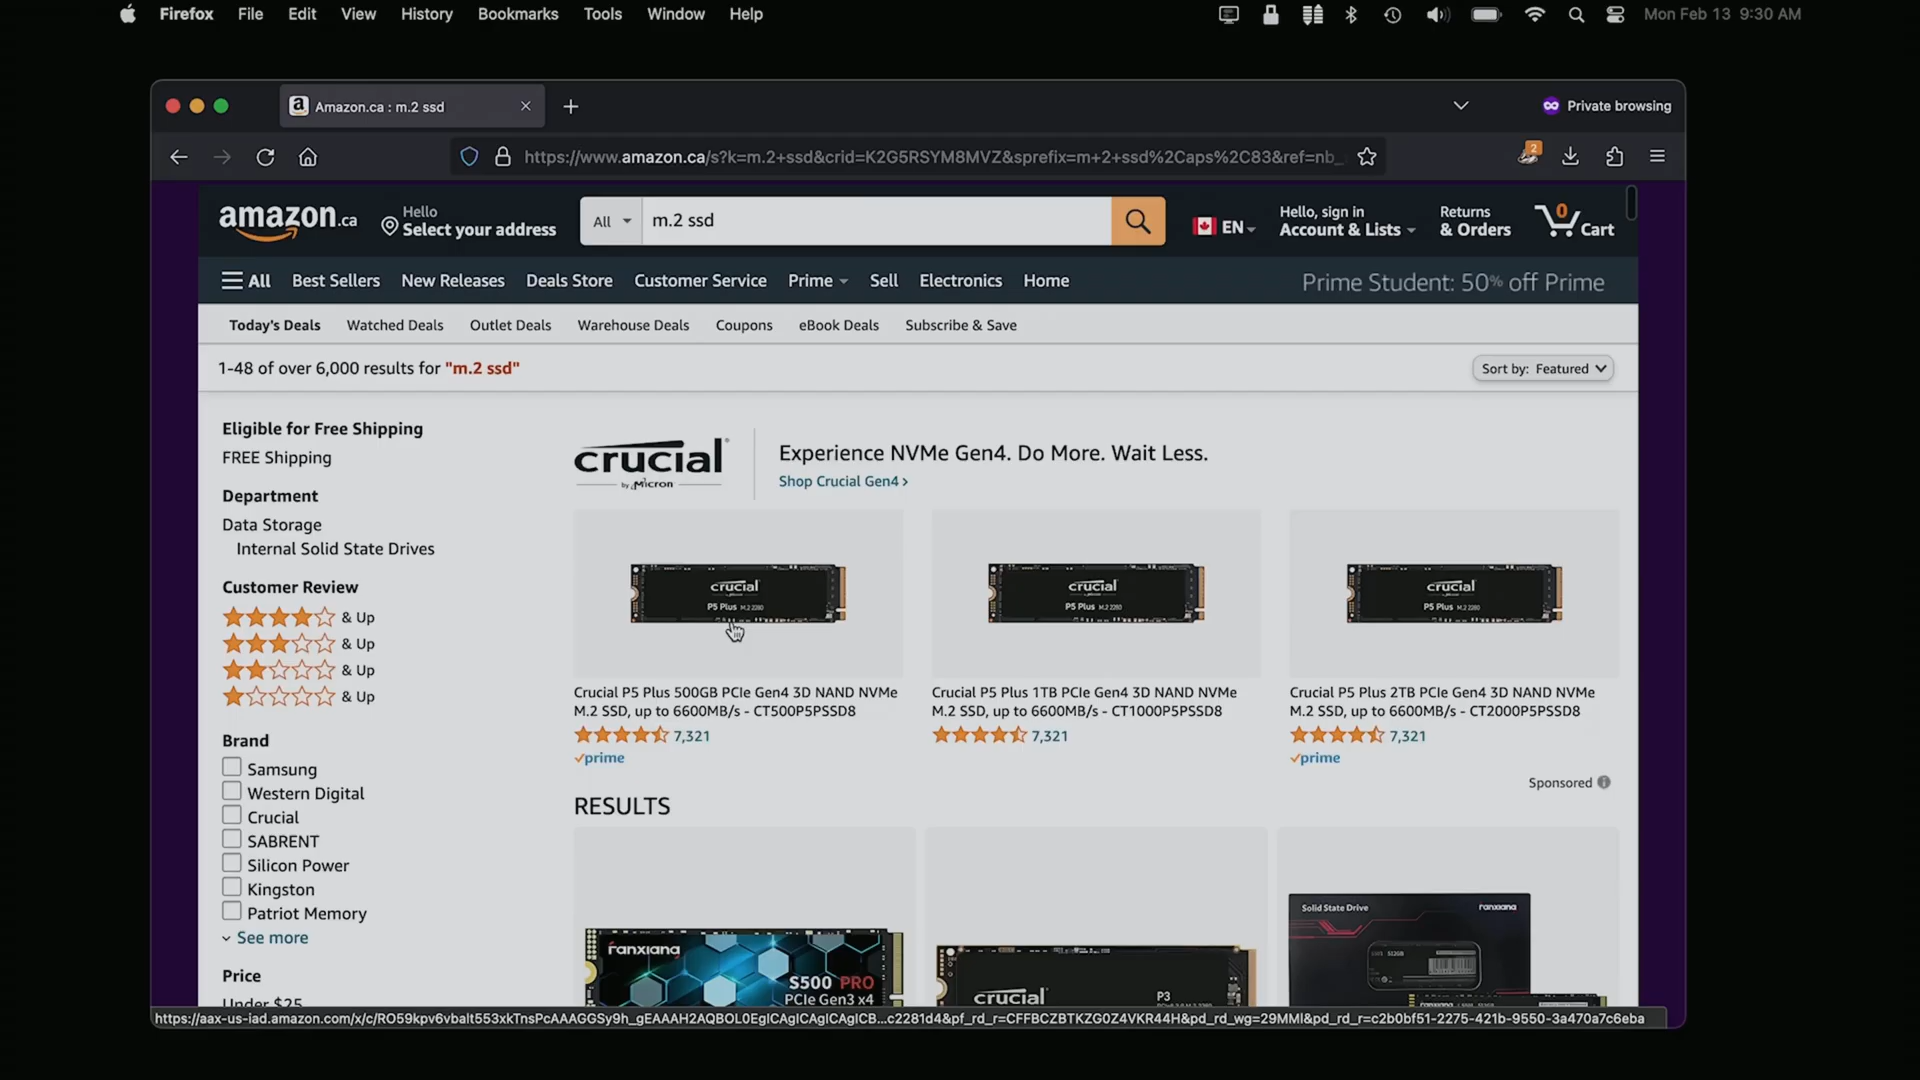 Firefox File Edit View History Bookmarks Tools Window Help Mon Feb 13 9:30 AM
Amazon.ca : m.2 ssd Private browsing
https://www.amazon.ca/s?k=m.2+ssd&crid=K2G5RSYM8MVZ&sprefix=m+2+ssd%2Caps%2C83&ref=nb_ 2
amazon.ca Hello All m.2 ssd EN Hello, sign in Returns 0
Select your address Account & Lists & Orders Cart
All Best Sellers New Releases Deals Store Customer Service Prime Sell Electronics Home Prime Student: 50% off Prime
Today's Deals Watched Deals Outlet Deals Warehouse Deals Coupons eBook Deals Subscribe & Save
1-48 of over 6,000 results for "m.2 ssd" Sort by: Featured
Eligible for Free Shipping
FREE Shipping
Department
Data Storage
Internal Solid State Drives
Customer Review
& Up
& Up
& Up
& Up
Brand
Samsung
Western Digital
Crucial
SABRENT
Silicon Power
Kingston
Patriot Memory
See more
Price
Under $25
crucial
by Micron
Experience NVMe Gen4. Do More. Wait Less.
Shop Crucial Gen4 ›
crucial crucial crucial
P5 Plus M.2 2280 P5 Plus M.2 2280 P5 Plus M.2 2280
Crucial P5 Plus 500GB PCIe Gen4 3D NAND NVMe
M.2 SSD, up to 6600MB/s - CT500P5PSSD8
7,321
prime
Crucial P5 Plus 1TB PCIe Gen4 3D NAND NVMe
M.2 SSD, up to 6600MB/s - CT1000P5PSSD8
7,321
Crucial P5 Plus 2TB PCIe Gen4 3D NAND NVMe
M.2 SSD, up to 6600MB/s - CT2000P5PSSD8
7,321
prime
Sponsored
RESULTS
fanxiang
S500 PRO
PCIe Gen3 x4
crucial P3
Solid State Drive fanxiang
512GB
https://aax-us-iad.amazon.com/x/c/RO59kpv6vbalt553xkTnsPcAAAGGSy9h_gEAAAH2AQBOL0EgICAgICAgICAgICB...c2281d4&pf_rd_r=CFFBCZBTKZG0Z4VKR44H&pd_rd_wg=29MMl&pd_rd_r=c2b0bf51-2275-421b-9550-3a470a7c6eba